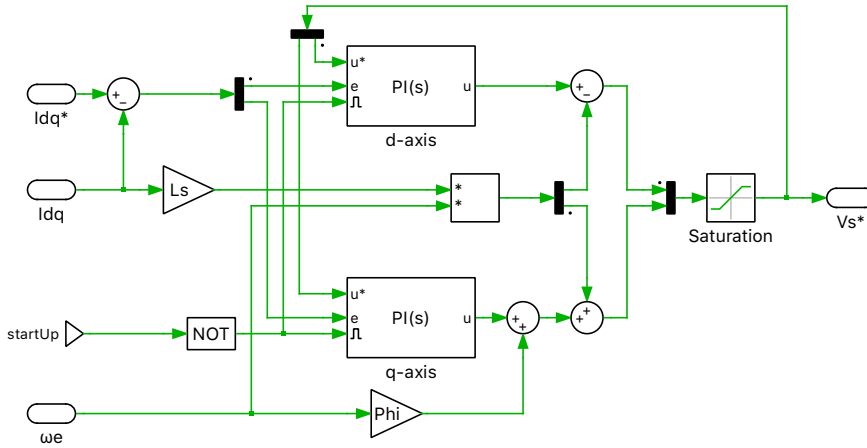 u*
PI(s)
e
u
d-axis
+
−
Idq*
−
Idq
Ls
*
*
Saturation
Vs*
u*
PI(s)
e
u
q-axis
+
+
+
+
startUp
NOT
Phi
ωe